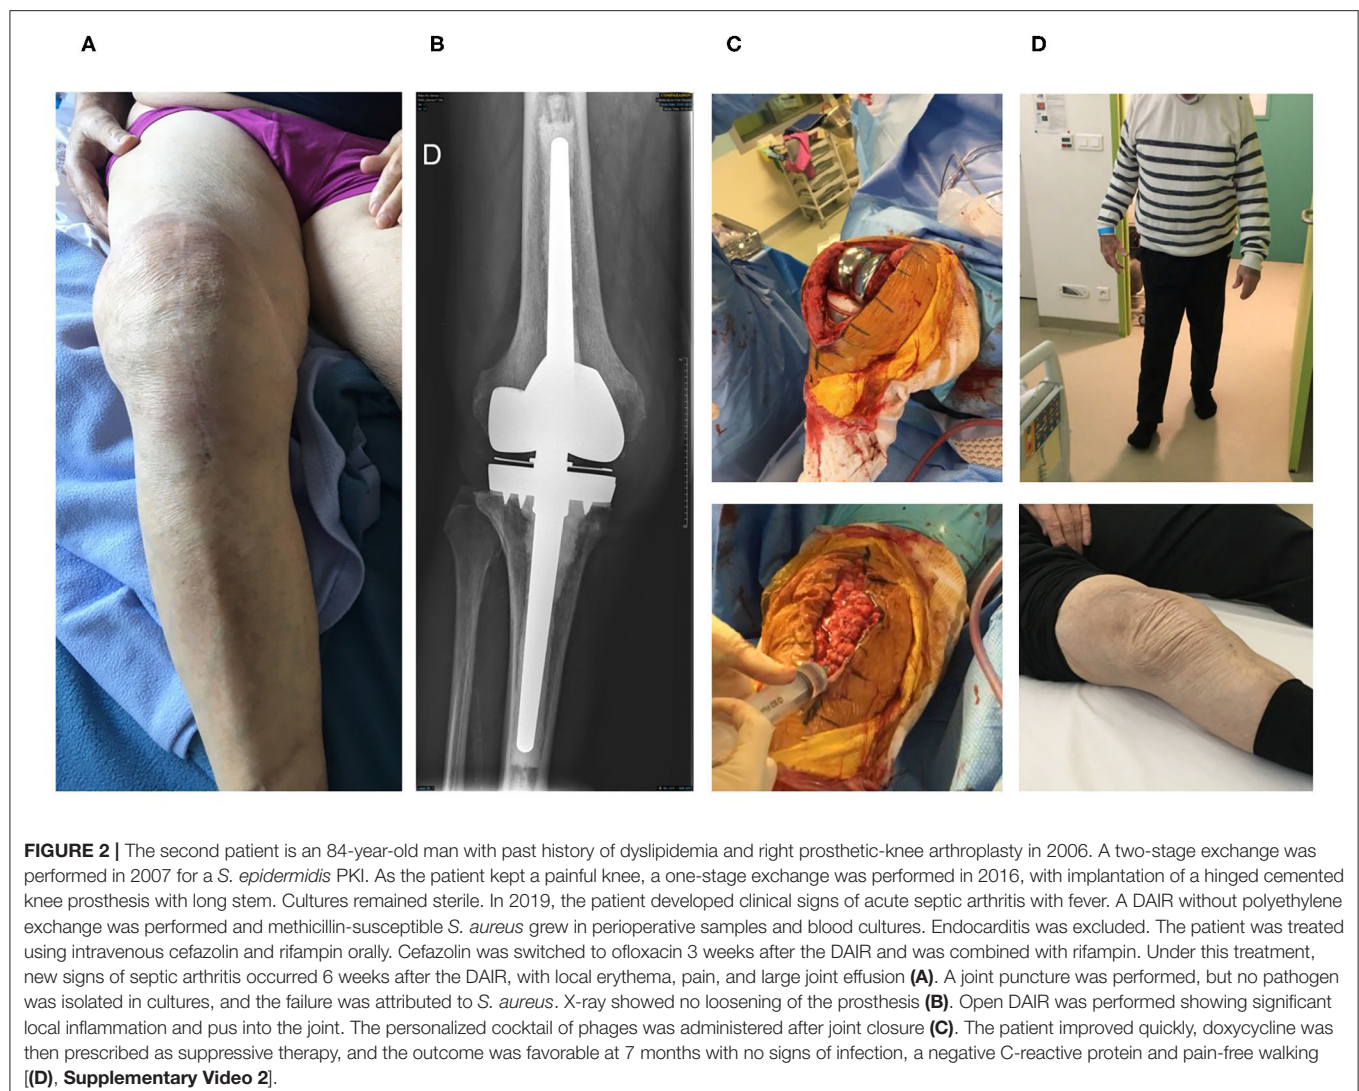 A
B
C
D
D
FIGURE 2 | The second patient is an 84-year-old man with past history of dyslipidemia and right prosthetic-knee arthroplasty in 2006. A two-stage exchange was
performed in 2007 for a S. epidermidis PKI. As the patient kept a painful knee, a one-stage exchange was performed in 2016, with implantation of a hinged cemented
knee prosthesis with long stem. Cultures remained sterile. In 2019, the patient developed clinical signs of acute septic arthritis with fever. A DAIR without polyethylene
exchange was performed and methicillin-susceptible S. aureus grew in perioperative samples and blood cultures. Endocarditis was excluded. The patient was treated
using intravenous cefazolin and rifampin orally. Cefazolin was switched to ofloxacin 3 weeks after the DAIR and was combined with rifampin. Under this treatment,
new signs of septic arthritis occurred 6 weeks after the DAIR, with local erythema, pain, and large joint effusion (A). A joint puncture was performed, but no pathogen
was isolated in cultures, and the failure was attributed to S. aureus. X-ray showed no loosening of the prosthesis (B). Open DAIR was performed showing significant
local inflammation and pus into the joint. The personalized cocktail of phages was administered after joint closure (C). The patient improved quickly, doxycycline was
then prescribed as suppressive therapy, and the outcome was favorable at 7 months with no signs of infection, a negative C-reactive protein and pain-free walking
[(D), Supplementary Video 2].